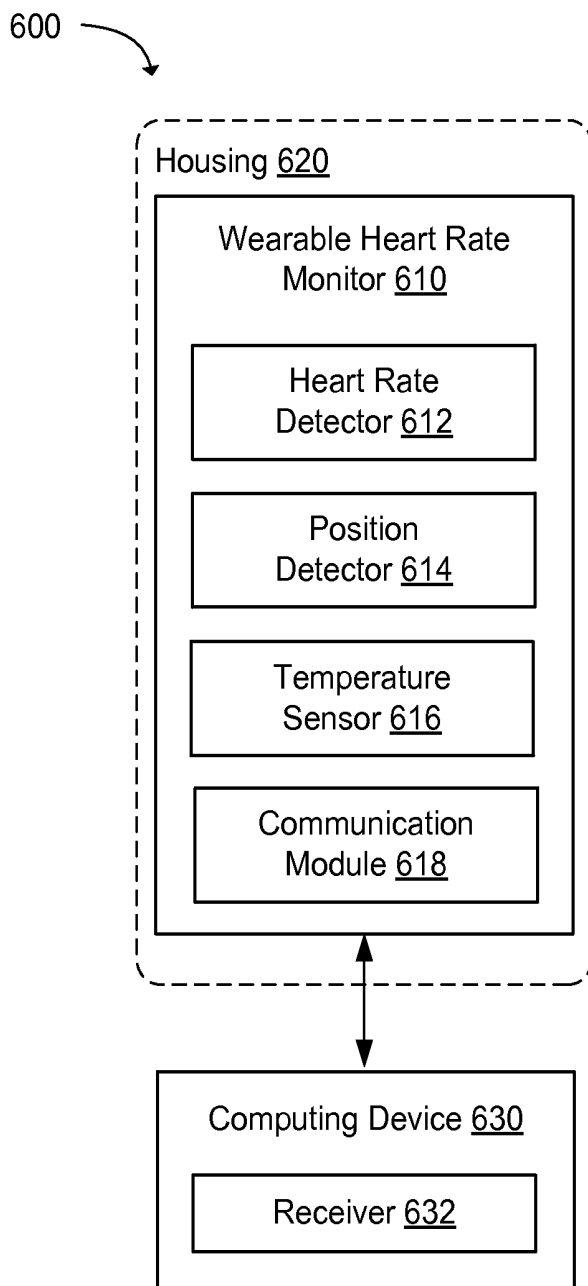 600
Housing 620
Wearable Heart Rate
Monitor 610
Heart Rate
Detector 612
Position
Detector 614
Temperature
Sensor 616
Communication
Module 618
Computing Device 630
Receiver 632